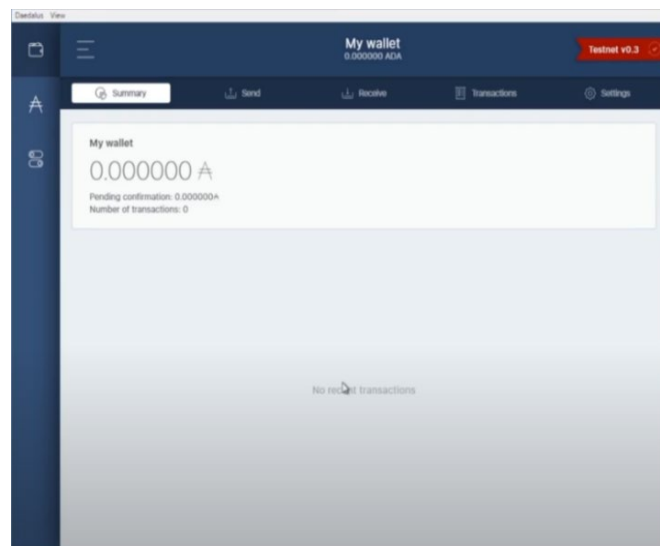 Daedalus View
My wallet
0.000000 ADA
Testnet v0.3
Summary
Send
Receive
Transactions
Settings
My wallet
0.000000 ₳
Pending confirmation: 0.000000₳
Number of transactions: 0
No recent transactions